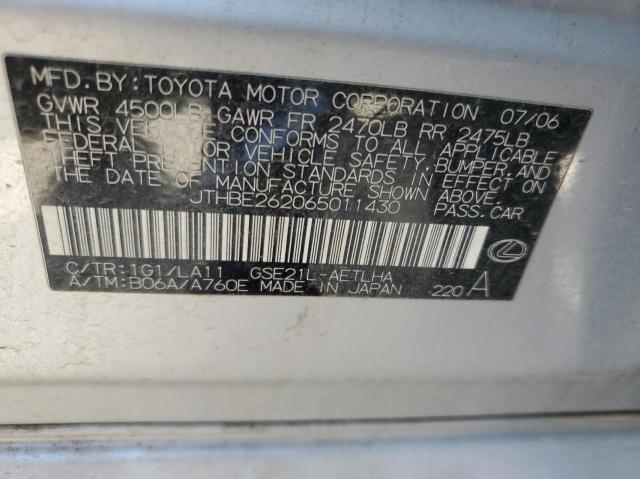 MFD. BY: TOYOTA MOTOR CORPORATION 07/06
GVWR 4500LB GAWR FR 2470LB RR 2475LB
THIS VEHICLE CONFORMS TO ALL APPLICABLE
FEDERAL MOTOR VEHICLE SAFETY, BUMPER, AND
THEFT PREVENTION STANDARDS IN EFFECT ON THE
DATE OF MANUFACTURE SHOWN ABOVE.
JTHBE262065011430 PASS. CAR
C/TR: 1G1/LA11 GSE21L-AETLHA
A/TM: B06A/A760E MADE IN JAPAN 220 A